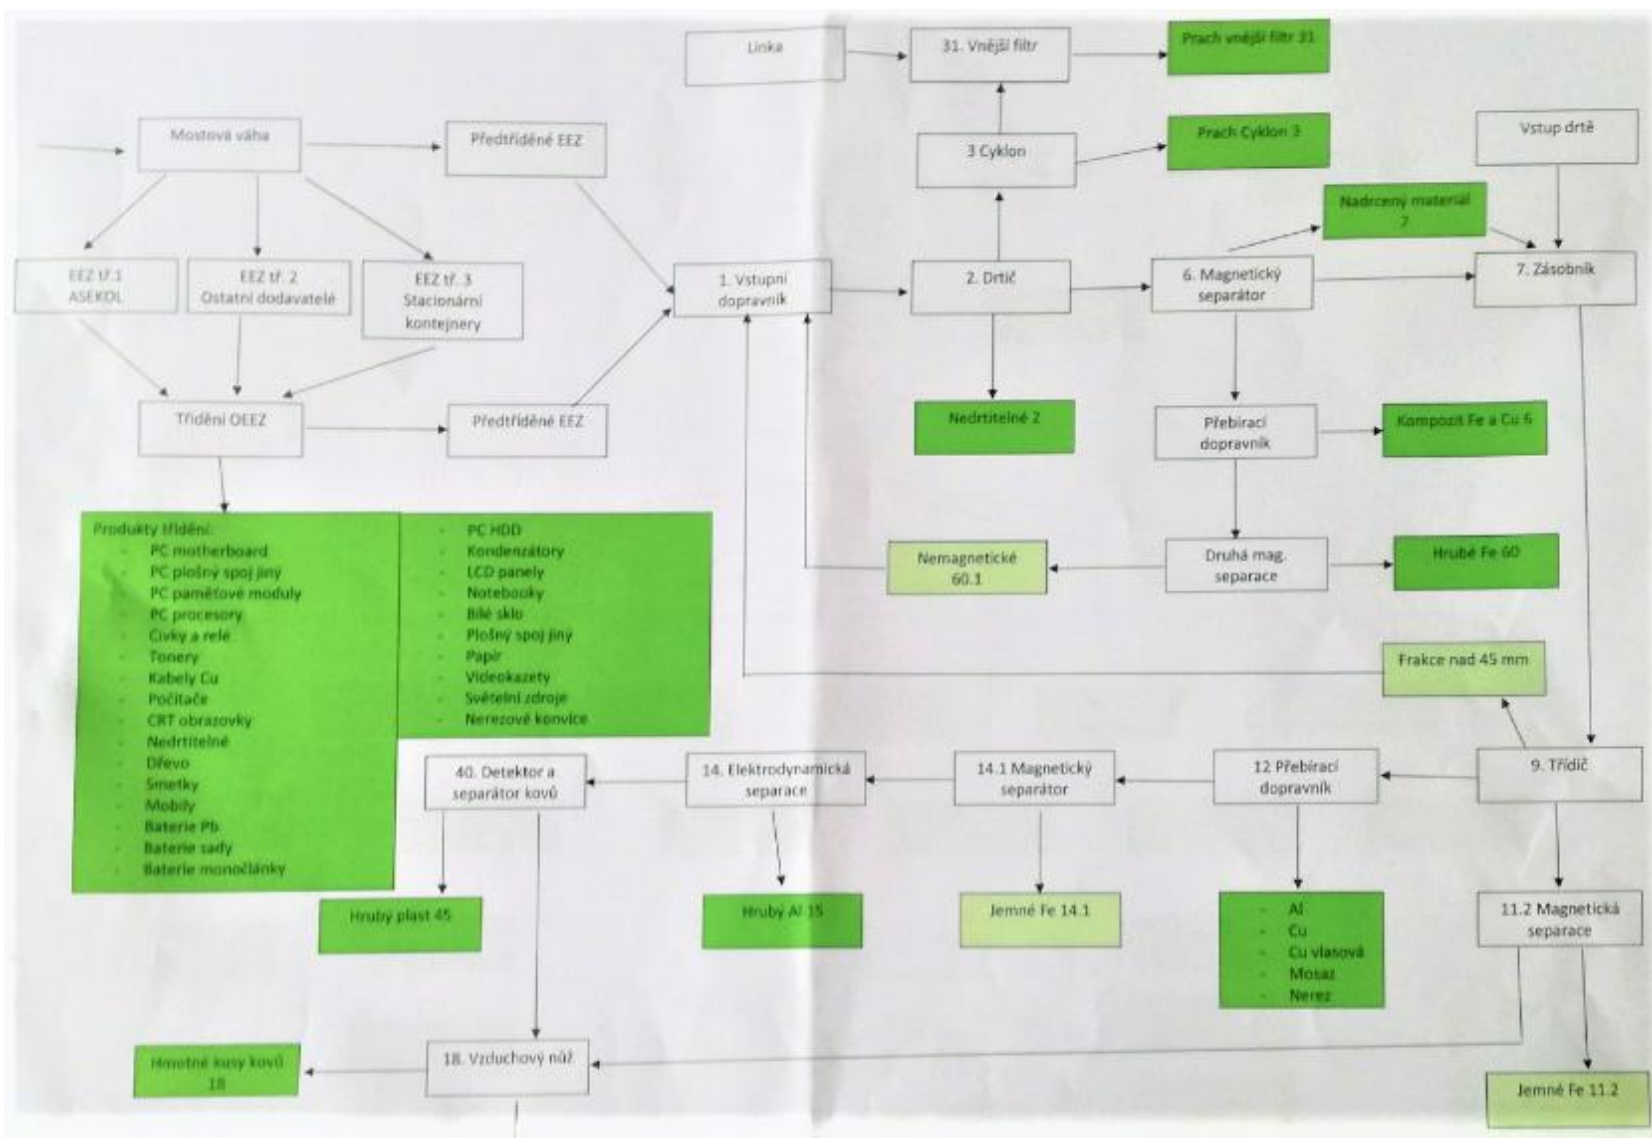 Linka
31. Vnější filtr
Prach vnější filtr 31
Mostová váha
Předtříděné EEZ
3 Cyklon
Prach Cyklon 3
Vstup drtě
Nadrcený materiál
7
EEZ tř.1
ASEKOL
EEZ tř. 2
Ostatní dodavatelé
EEZ tř. 3
Stacionární
kontejnery
1. Vstupní
dopravník
2. Drtič
6. Magnetický
separátor
7. Zásobník
Třídění OEEZ
Předtříděné EEZ
Nedrtitelné 2
Přebírací
dopravník
Kompozit Fe a Cu 6
Produkty třídění:
- PC motherboard
- PC plošný spoj jiný
- PC paměťové moduly
- PC procesory
- Cívky a relé
- Tonery
- Kabely Cu
- Počítače
- CRT obrazovky
- Nedrtitelné
- Dřevo
- Smetky
- Mobily
- Baterie Pb
- Baterie sady
- Baterie monočlánky
- PC HDD
- Kondenzátory
- LCD panely
- Notebooky
- Bílé sklo
- Plošný spoj jiný
- Papír
- Videokazety
- Světelní zdroje
- Nerezové konvice
Nemagnetické
60.1
Druhá mag.
separace
Hrubé Fe 60
Frakce nad 45 mm
40. Detektor a
separátor kovů
14. Elektrodynamická
separace
14.1 Magnetický
separátor
12 Přebírací
dopravník
9. Třídič
Hrubý plast 45
Hrubý Al 15
Jemné Fe 14.1
- Al
- Cu
- Cu vlasová
- Mosaz
- Nerez
11.2 Magnetická
separace
Hmotné kusy kovů
18
18. Vzduchový nůž
Jemné Fe 11.2